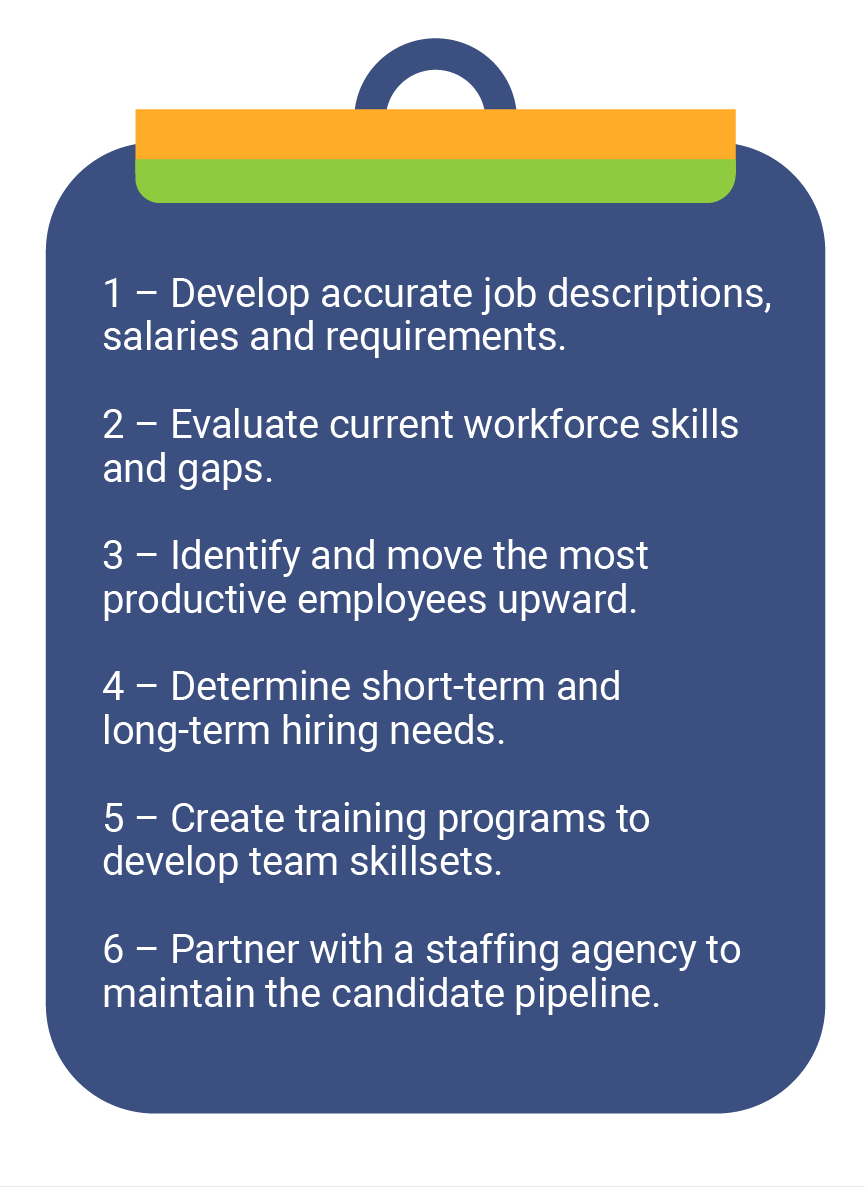 1 – Develop accurate job descriptions,
salaries and requirements.
2 – Evaluate current workforce skills
and gaps.
3 – Identify and move the most
productive employees upward.
4 – Determine short-term and
long-term hiring needs.
5 – Create training programs to
develop team skillsets.
6 – Partner with a staffing agency to
maintain the candidate pipeline.